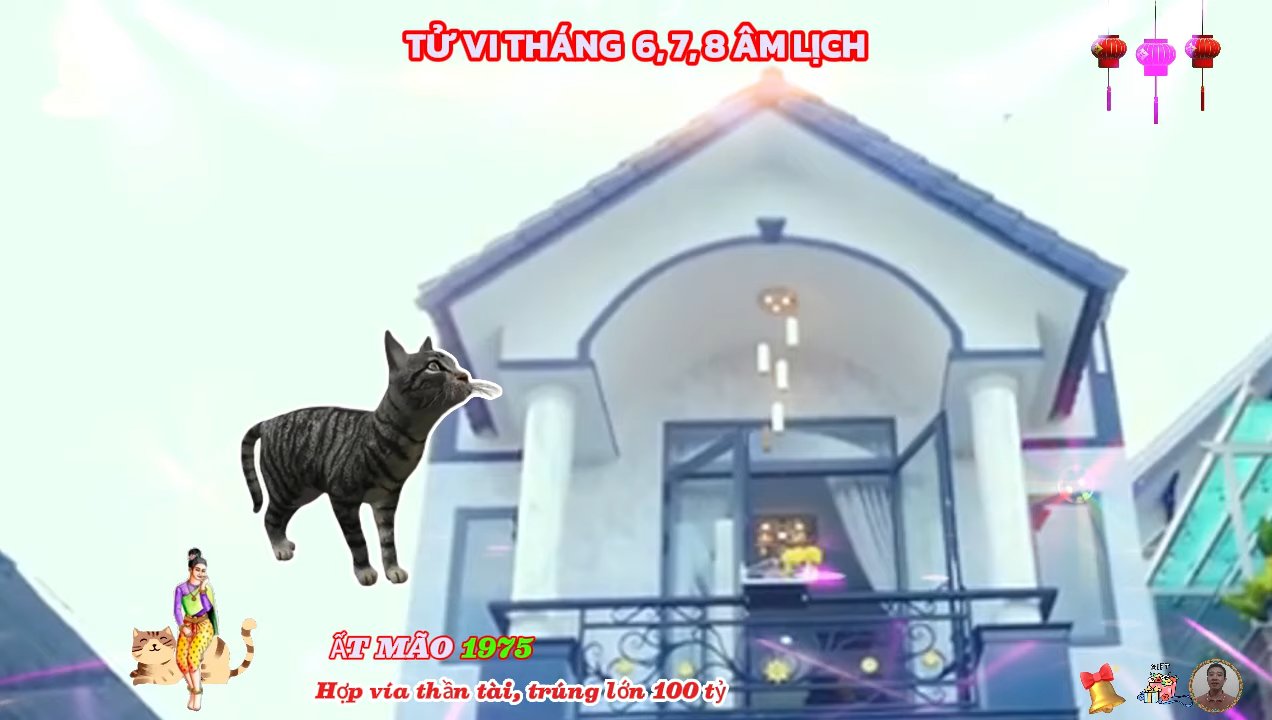 TỬ VI THÁNG 6, 7, 8 ÂM LỊCH
ẤT MÃO 1975
Hợp vía thần tài, trúng lớn 100 tỷ